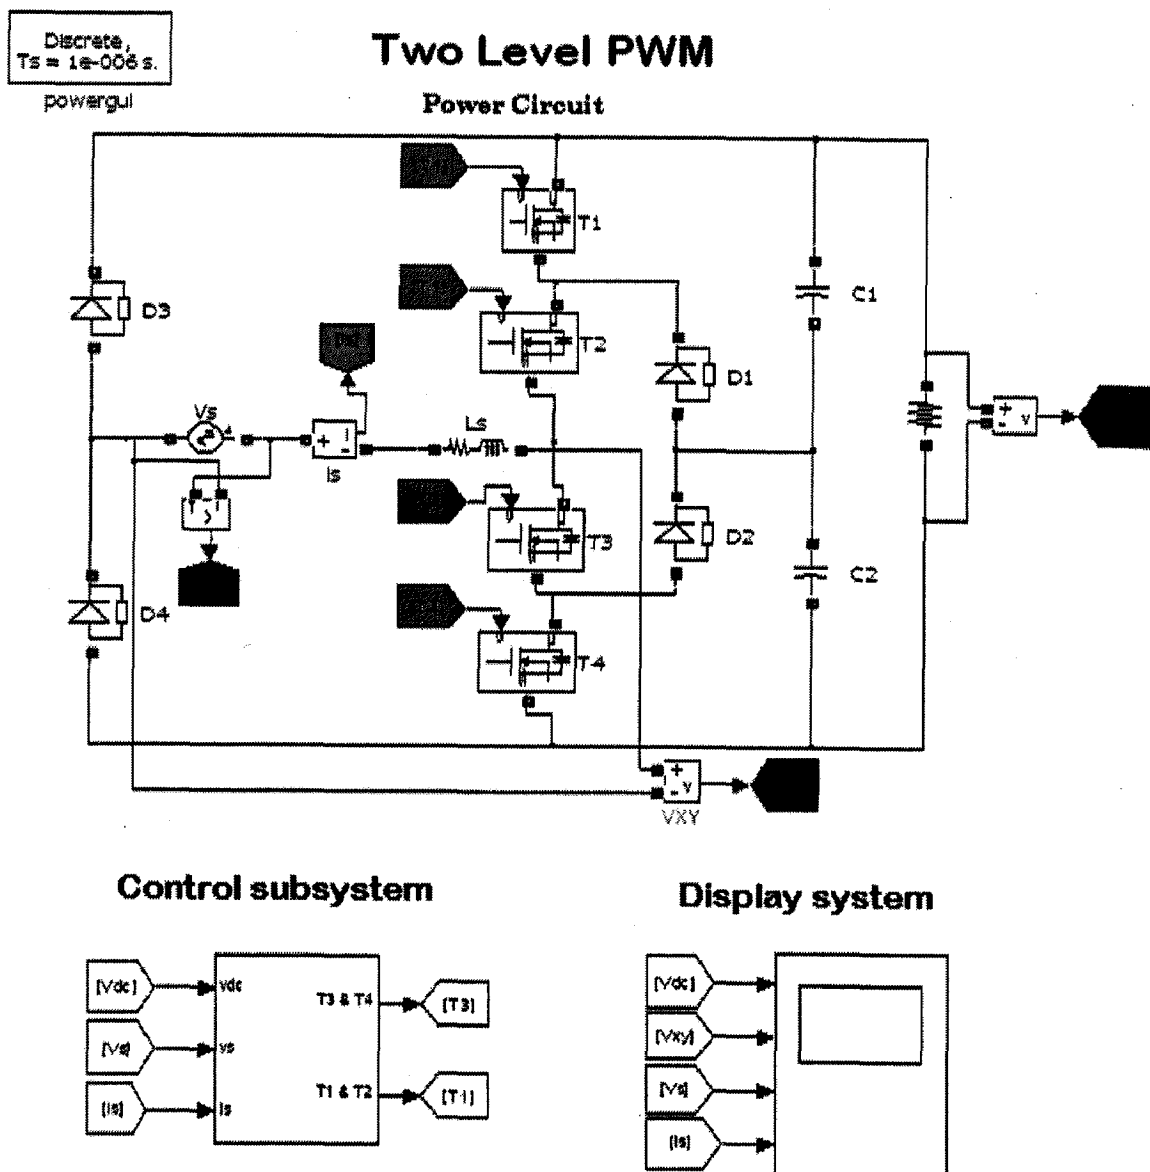 Discrete,
Ts = 1e-006 s.
powergui
Two Level PWM
Power Circuit
T1
D3
C1
T2
[Is]
D1
Vs
+
-
v
Ls
+
-
i
Is
T3
D2
C2
D4
T4
+
-
v
VXY
Control subsystem
Display system
[Vdc]
vdc
T3 & T4
[T3]
[Vs]
vs
[Is]
Is
T1 & T2
[T1]
[Vdc]
[Vxy]
[Vs]
[Is]